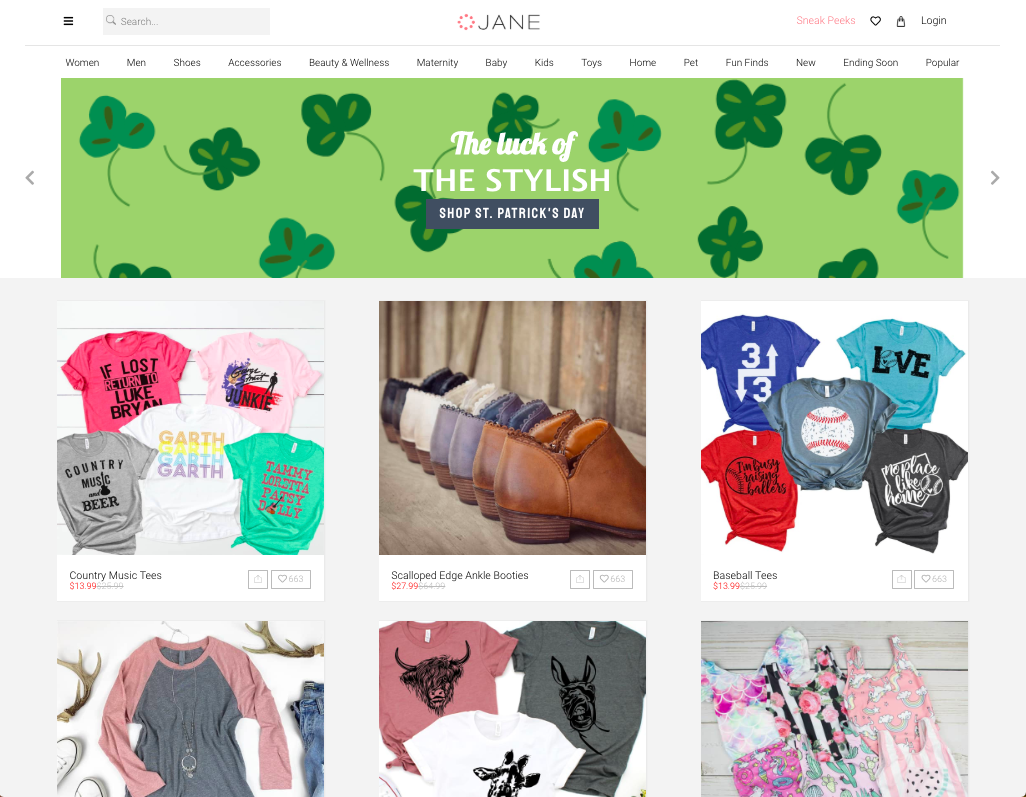 Search...
JANE
Sneak Peeks
Login
Women Men Shoes Accessories Beauty & Wellness Maternity Baby Kids Toys Home Pet Fun Finds New Ending Soon Popular
The luck of
THE STYLISH
SHOP ST. PATRICK'S DAY
IF LOST
RETURN TO
LUKE
BRYAN
George Strait
JUNKIE
GARTH
GARTH
GARTH
GARTH
COUNTRY
MUSIC
and
BEER
TAMMY
LORETTA
PATSY
DOLLY
3
3
LOVE
I'm busy
raising
ballers
no place
like
home
Country Music Tees
$13.99$25.99
663
Scalloped Edge Ankle Booties
$27.99$64.99
663
Baseball Tees
$13.99$25.99
663